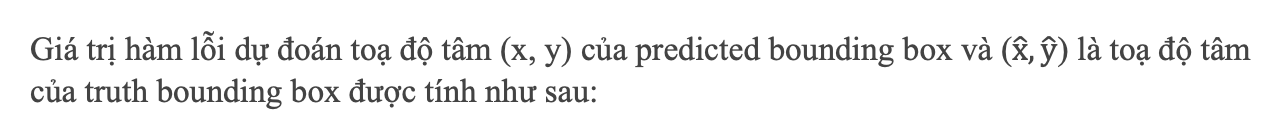 Giá trị hàm lỗi dự đoán toạ độ tâm (x, y) của predicted bounding box và (x̂, ŷ) là toạ độ tâm
của truth bounding box được tính như sau: